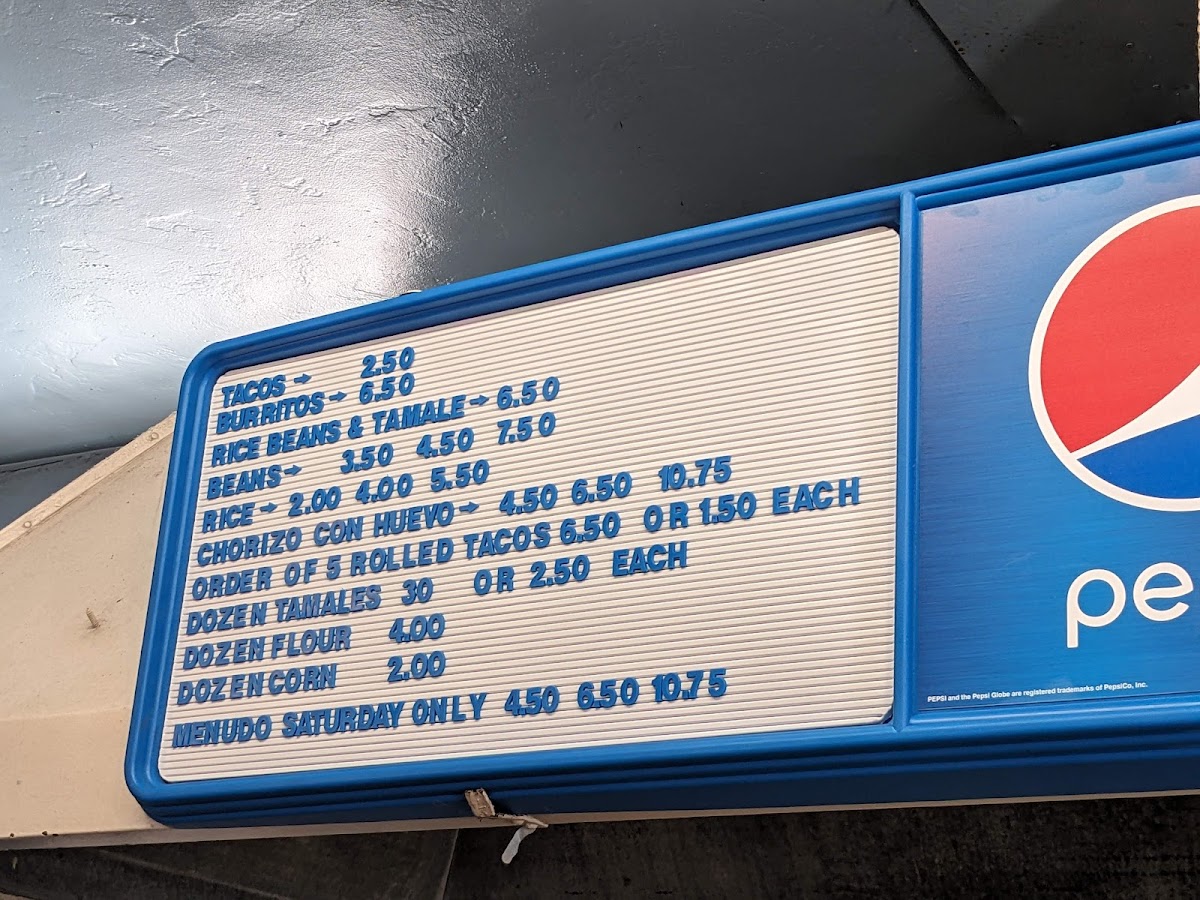 TACOS → 2.50
BURRITOS → 6.50
RICE BEANS & TAMALE → 6.50
BEANS → 3.50 4.50 7.50
RICE → 2.00 4.00 5.50
CHORIZO CON HUEVO → 4.50 6.50 10.75
ORDER OF 5 ROLLED TACOS 6.50 OR 1.50 EACH
DOZEN TAMALES 30 OR 2.50 EACH
DOZEN FLOUR 4.00
DOZEN CORN 2.00
MENUDO SATURDAY ONLY 4.50 6.50 10.75
pe
PEPSI and the Pepsi Globe are registered trademarks of PepsiCo, Inc.